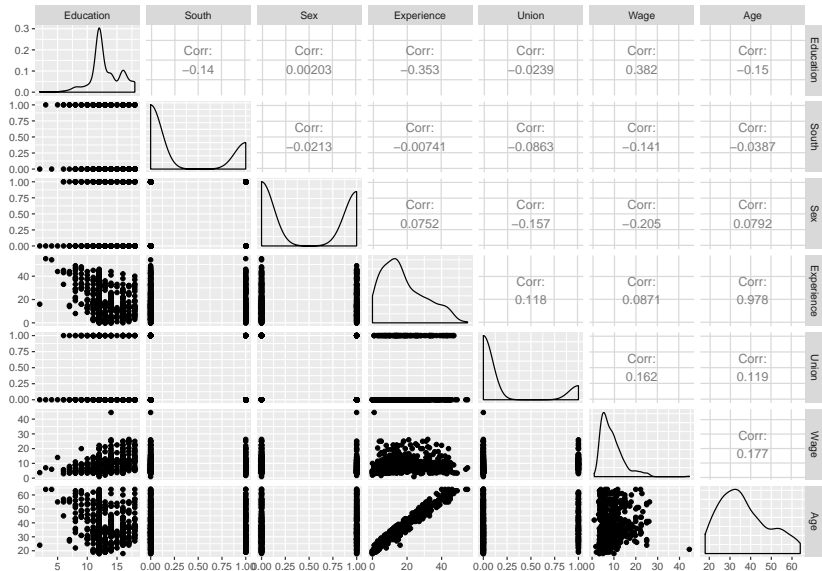 Education South Sex Experience Union Wage Age
0.3
0.2
0.1
0.0
Corr:
−0.14
Corr:
0.00203
Corr:
−0.353
Corr:
−0.0239
Corr:
0.382
Corr:
−0.15
Education
1.00
0.75
0.50
0.25
0.00
Corr:
−0.0213
Corr:
−0.00741
Corr:
−0.0863
Corr:
−0.141
Corr:
−0.0387
South
1.00
0.75
0.50
0.25
0.00
Corr:
0.0752
Corr:
−0.157
Corr:
−0.205
Corr:
0.0792
Sex
40
20
0
Corr:
0.118
Corr:
0.0871
Corr:
0.978
Experience
1.00
0.75
0.50
0.25
0.00
Corr:
0.162
Corr:
0.119
Union
40
30
20
10
0
Corr:
0.177
Wage
60
50
40
30
20
Age
5 10 15
0.00 0.25 0.50 0.75 1.00
0.00 0.25 0.50 0.75 1.00
0 20 40
0.00 0.25 0.50 0.75 1.00
0 10 20 30 40
20 30 40 50 60